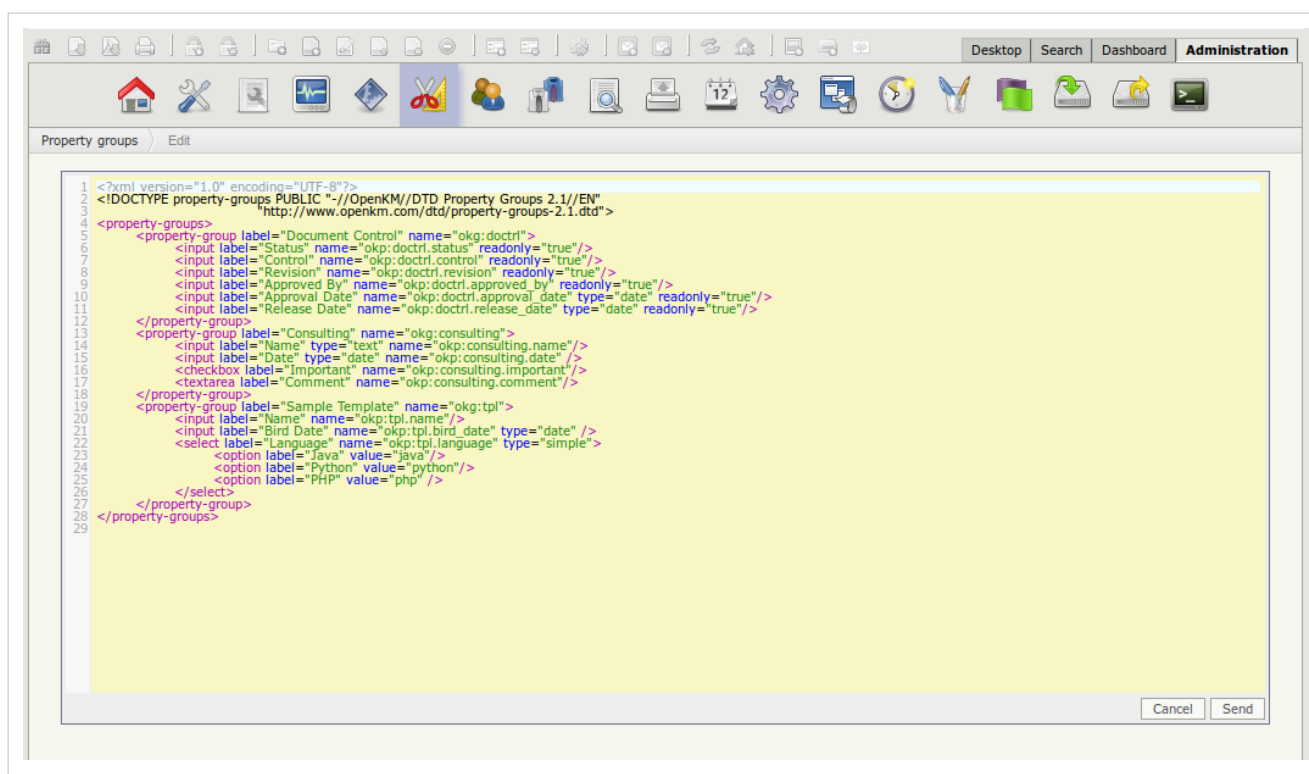 Desktop Search Dashboard Administration
12
>_
Property groups Edit
1 <?xml version="1.0" encoding="UTF-8"?>
2 <!DOCTYPE property-groups PUBLIC "-//OpenKM//DTD Property Groups 2.1//EN"
3 "http://www.openkm.com/dtd/property-groups-2.1.dtd">
4 <property-groups>
5 <property-group label="Document Control" name="okg:doctrl">
6 <input label="Status" name="okp:doctrl.status" readonly="true"/>
7 <input label="Control" name="okp:doctrl.control" readonly="true"/>
8 <input label="Revision" name="okp:doctrl.revision" readonly="true"/>
9 <input label="Approved By" name="okp:doctrl.approved_by" readonly="true"/>
10 <input label="Approval Date" name="okp:doctrl.approval_date" type="date" readonly="true"/>
11 <input label="Release Date" name="okp:doctrl.release_date" type="date" readonly="true"/>
12 </property-group>
13 <property-group label="Consulting" name="okg:consulting">
14 <input label="Name" type="text" name="okp:consulting.name"/>
15 <input label="Date" type="date" name="okp:consulting.date" />
16 <checkbox label="Important" name="okp:consulting.important"/>
17 <textarea label="Comment" name="okp:consulting.comment"/>
18 </property-group>
19 <property-group label="Sample Template" name="okg:tpl">
20 <input label="Name" name="okp:tpl.name"/>
21 <input label="Bird Date" name="okp:tpl.bird_date" type="date" />
22 <select label="Language" name="okp:tpl.language" type="simple">
23 <option label="Java" value="java"/>
24 <option label="Python" value="python"/>
25 <option label="PHP" value="php" />
26 </select>
27 </property-group>
28 </property-groups>
29
Cancel Send